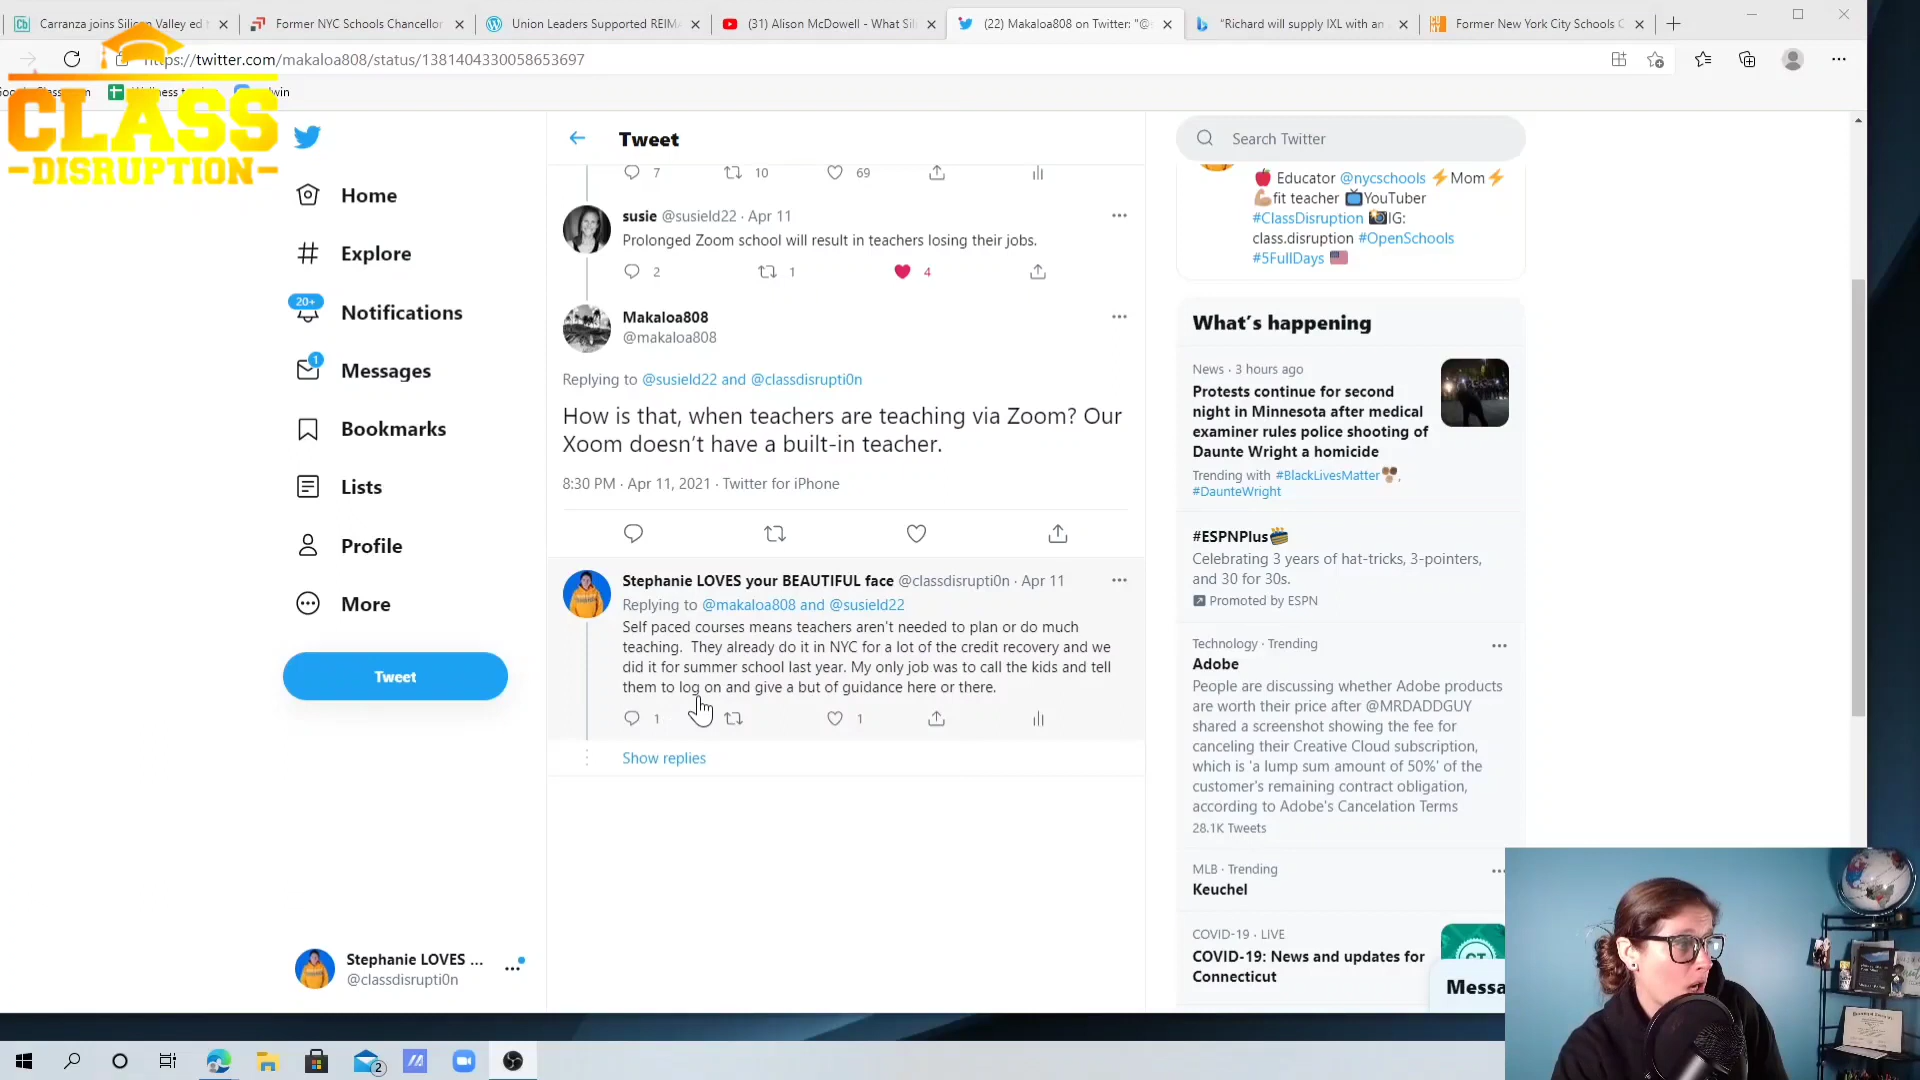 Carranza joins Silicon Valley ed
Former NYC Schools Chancellor
Union Leaders Supported REIM
(31) Alison McDowell - What Sili
(22) Makaloa808 on Twitter: "@
"Richard will supply IXL with an
Former New York City Schools C
https://twitter.com/makaloa808/status/1381404330058653697
CLASS
-DISRUPTION-
Home
Explore
20+
Notifications
1
Messages
Bookmarks
Lists
Profile
More
Tweet
Stephanie LOVES ...
@classdisrupti0n
Tweet
7 10 69
susie @susield22 · Apr 11
Prolonged Zoom school will result in teachers losing their jobs.
2 1 4
Makaloa808
@makaloa808
Replying to @susield22 and @classdisrupti0n
How is that, when teachers are teaching via Zoom? Our
Xoom doesn't have a built-in teacher.
8:30 PM · Apr 11, 2021 · Twitter for iPhone
Stephanie LOVES your BEAUTIFUL face @classdisrupti0n · Apr 11
Replying to @makaloa808 and @susield22
Self paced courses means teachers aren't needed to plan or do much
teaching. They already do it in NYC for a lot of the credit recovery and we
did it for summer school last year. My only job was to call the kids and tell
them to log on and give a but of guidance here or there.
1 1
Show replies
Search Twitter
Educator @nycschools Mom
fit teacher YouTuber
#ClassDisruption IG:
class.disruption #OpenSchools
#5FullDays
What's happening
News · 3 hours ago
Protests continue for second
night in Minnesota after medical
examiner rules police shooting of
Daunte Wright a homicide
Trending with #BlackLivesMatter,
#DaunteWright
#ESPNPlus
Celebrating 3 years of hat-tricks, 3-pointers,
and 30 for 30s.
Promoted by ESPN
Technology · Trending
Adobe
People are discussing whether Adobe products
are worth their price after @MRDADDGUY
shared a screenshot showing the fee for
canceling their Creative Cloud subscription,
which is 'a lump sum amount of 50%' of the
customer's remaining contract obligation,
according to Adobe's Cancelation Terms
28.1K Tweets
MLB · Trending
Keuchel
COVID-19 · LIVE
COVID-19: News and updates for
Connecticut
CT
Messa
2